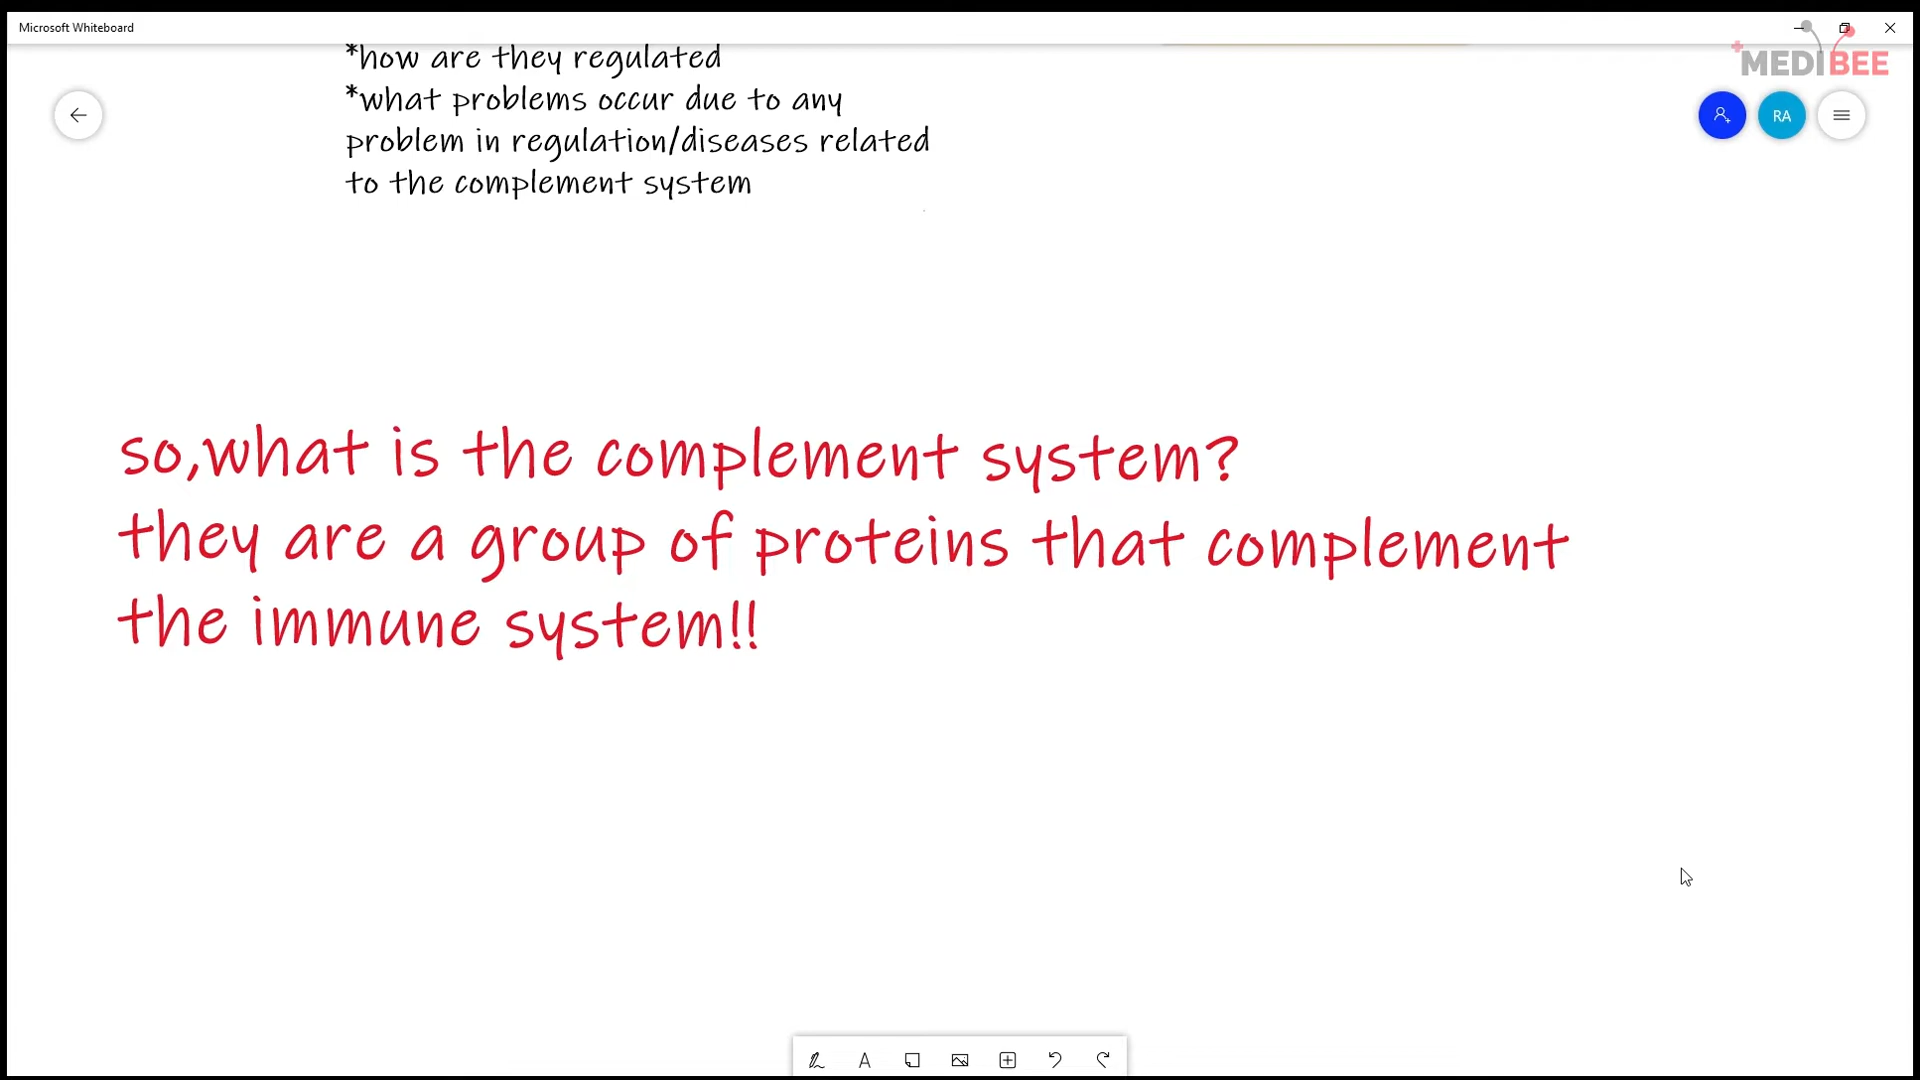 Microsoft Whiteboard
*how are they regulated
MEDIBEE
*what problems occur due to any
RA
problem in regulation/diseases related
to the complement system
so,what is the complement system?
they are a group of proteins that complement
the immune system!!